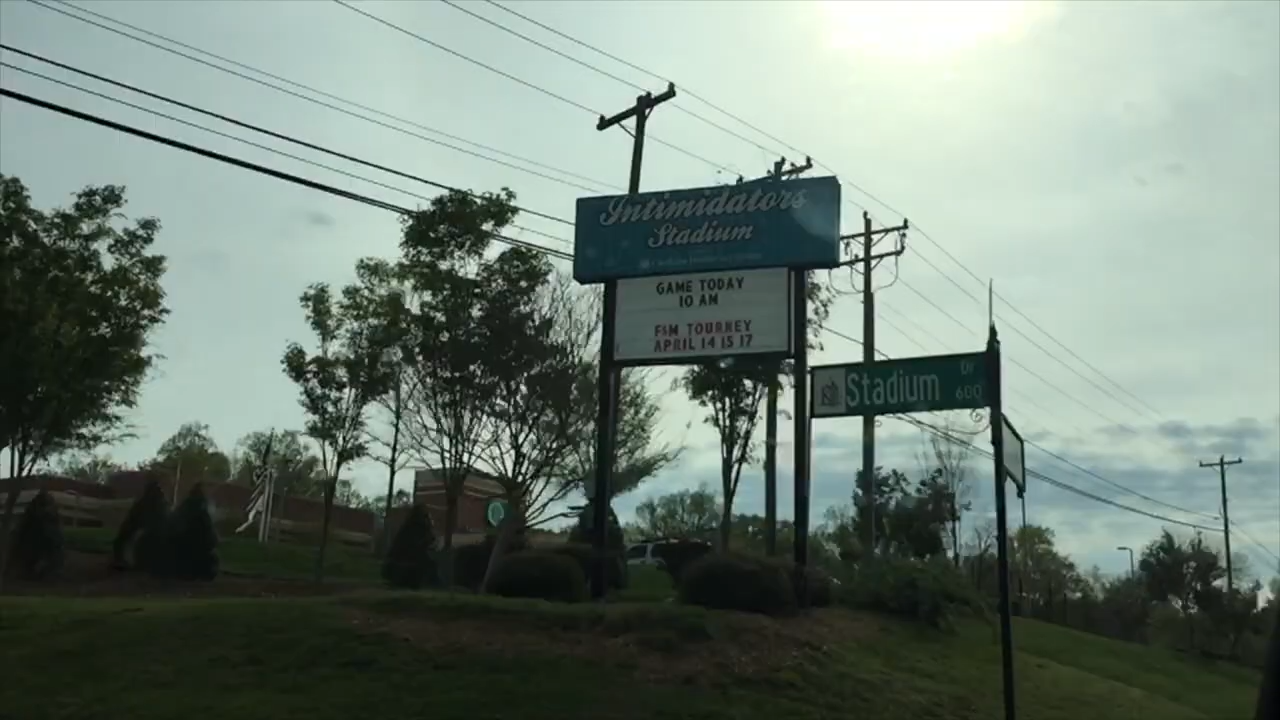 Intimidators
Stadium
GAME TODAY
10 AM
F&M TOURNEY
APRIL 14 15 17
Stadium Dr
600